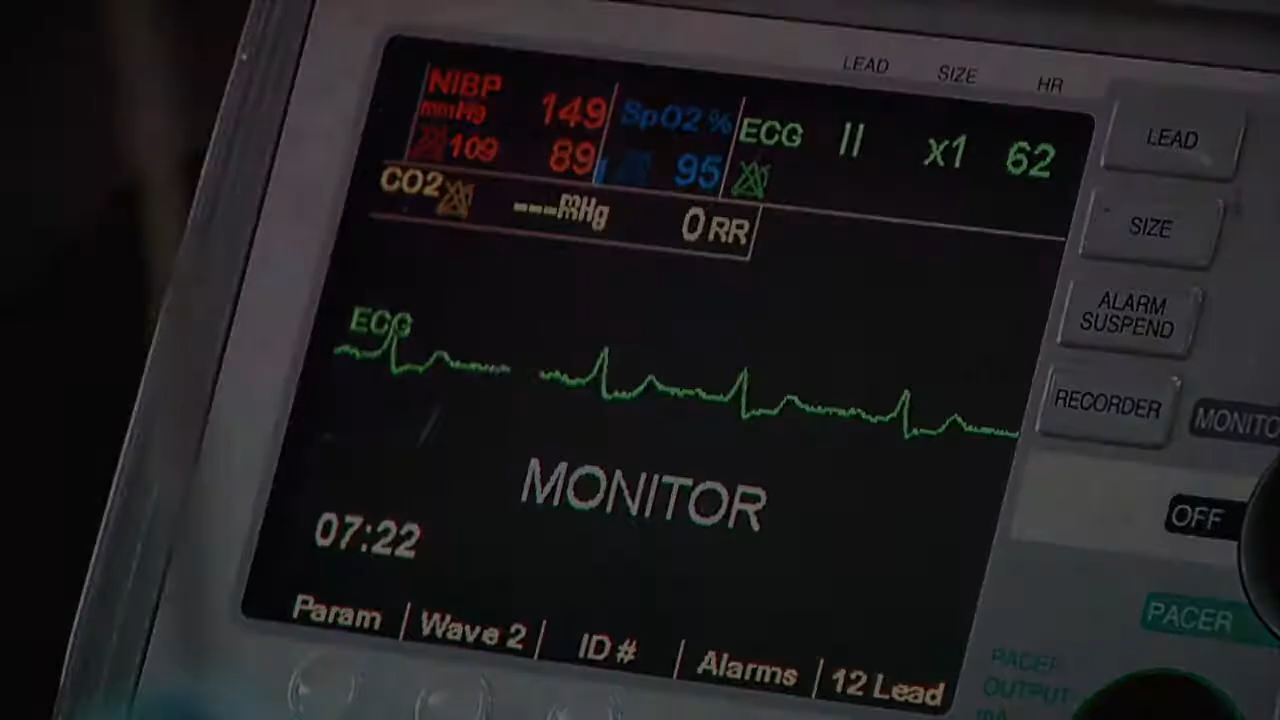 LEAD SIZE HR
NIBP
mmHg
149
109
89
SpO2 %
95
ECG II x1 62
CO2 ---mmHg 0 RR
ECG
MONITOR
07:22
Param | Wave 2 | ID # | Alarms | 12 Lead
LEAD
SIZE
ALARM
SUSPEND
RECORDER
OFF
PACER
PACER
OUTPUT